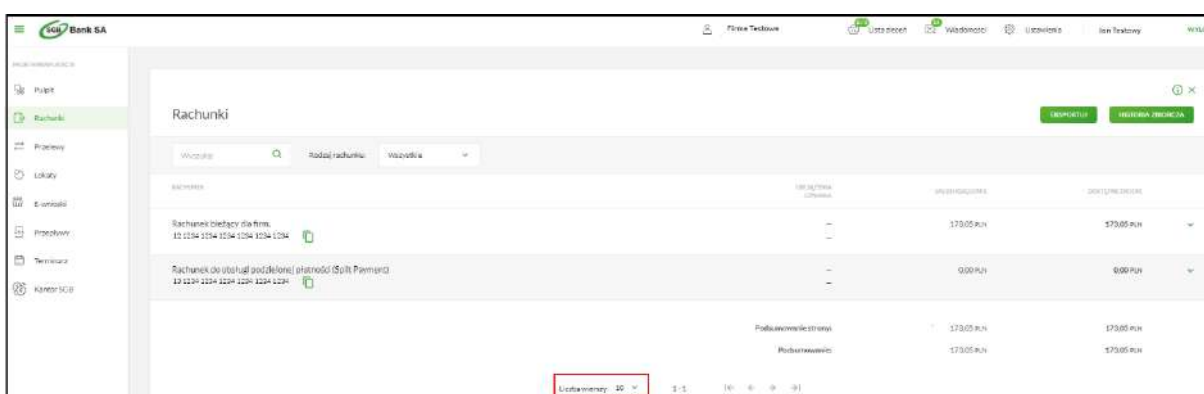 SGB Bank SA
Firma Testowa
Lista zleceń
Wiadomości
Ustawienia
Jan Testowy
Pulpit
Rachunki
Przelewy
Lokaty
E-wnioski
Przepływy
Terminarz
Kantor SGB
Rachunki
EKSPORTUJ
HISTORIA ZBIORCZA
Wyszukaj
Rodzaj rachunku:
Wszystkie
RACHUNEK
Rachunek bieżący dla firm.
12 1234 1234 1234 1234 1234 1234
170,05 PLN
170,05 PLN
Rachunek do obsługi podzielonej płatności (Split Payment)
13 1234 1234 1234 1234 1234
0,00 PLN
0,00 PLN
Podsumowanie strony:
170,05 PLN
170,05 PLN
Podsumowanie:
170,05 PLN
170,05 PLN
Liczba wierszy: 10
1-1